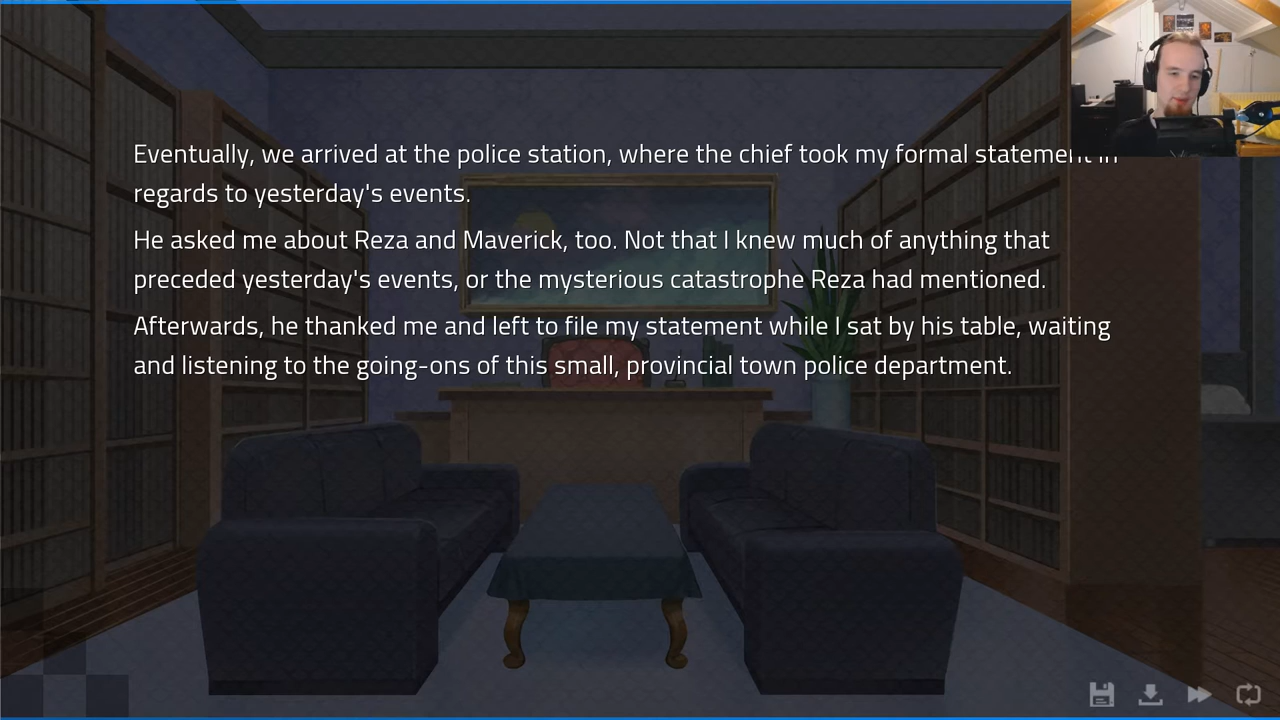 Eventually, we arrived at the police station, where the chief took my formal statement in
regards to yesterday's events.
He asked me about Reza and Maverick, too. Not that I knew much of anything that
preceded yesterday's events, or the mysterious catastrophe Reza had mentioned.
Afterwards, he thanked me and left to file my statement while I sat by his table, waiting
and listening to the going-ons of this small, provincial town police department.